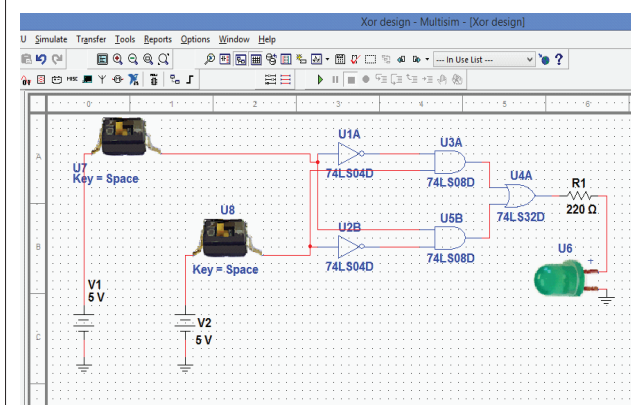 Xor design - Multisim - [Xor design]
U Simulate Transfer Tools Reports Options Window Help
--- In Use List ---
?
MISC
0 1 2 3 4 5 6
A
B
C
U7
Key = Space
U8
Key = Space
U1A
74LS04D
U2B
74LS04D
U3A
74LS08D
U5B
74LS08D
U4A
74LS32D
R1
220 Ω
U6
+
V1
5 V
V2
5 V